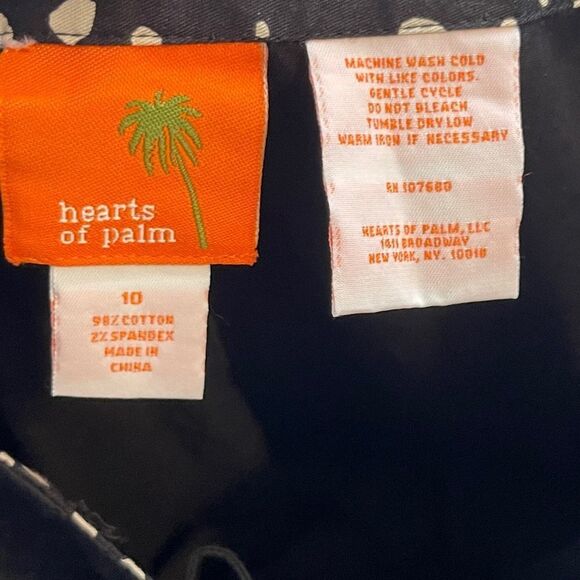 hearts
of palm
10
98% COTTON
2% SPANDEX
MADE IN
CHINA
MACHINE WASH COLD
WITH LIKE COLORS.
GENTLE CYCLE
DO NOT BLEACH
TUMBLE DRY LOW
WARM IRON IF NECESSARY
RN 107680
HEARTS OF PALM, LLC
1411 BROADWAY
NEW YORK, NY. 10018